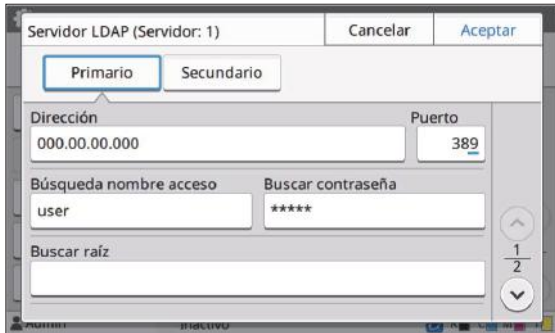 Servidor LDAP (Servidor: 1)
Cancelar
Aceptar
Primario
Secundario
Dirección
Puerto
000.00.00.000
389
Búsqueda nombre acceso
Buscar contraseña
user
*****
Buscar raíz
1
2
Admin
Inactivo